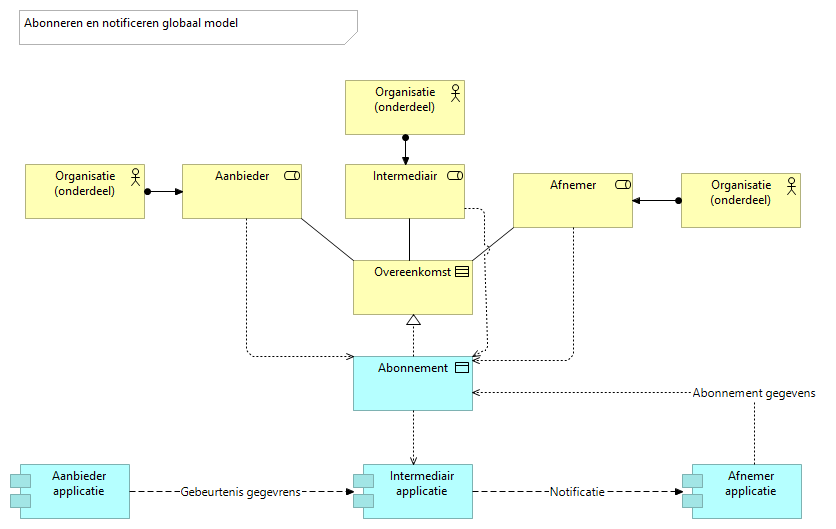 Abonneren en notificeren globaal model
Organisatie
(onderdeel)
Organisatie
(onderdeel)
Aanbieder
Intermediair
Afnemer
Organisatie
(onderdeel)
Overeenkomst
Abonnement
Abonnement gegevens
Aanbieder
applicatie
Gebeurtenis gegevrens
Intermediair
applicatie
Notificatie
Afnemer
applicatie